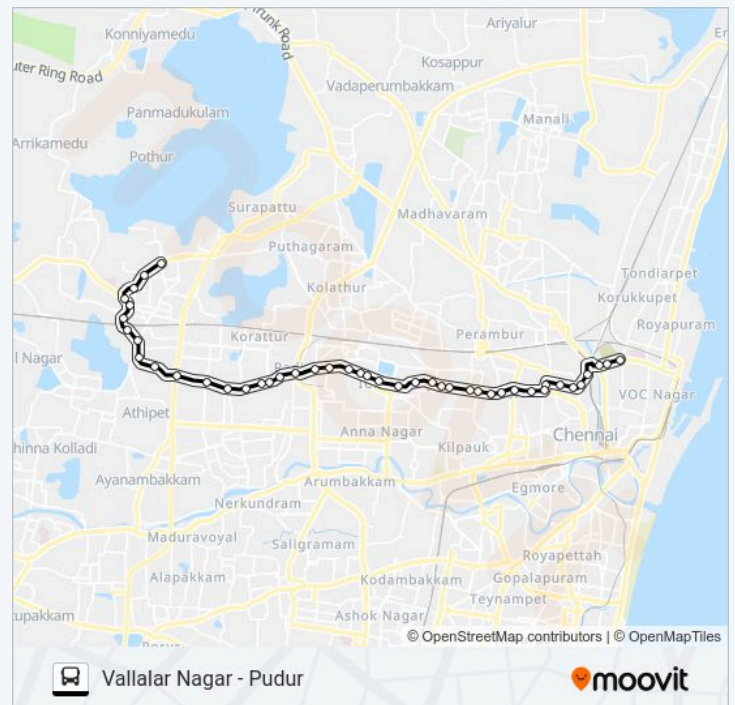 Konniyamedu
Trunk Road
Ariyalur
Kosappur
uter Ring Road
Vadaperumbakkam
Panmadukulam
Manali
Arrikamedu
Pothur
Surapattu
Madhavaram
Puthagaram
Tondiarpet
Kolathur
Korukkupet
Royapuram
Korattur
Perambur
l Nagar
VOC Nagar
Athipet
Anna Nagar
Chennai
hinna Kolladi
Kilpauk
Ayanambakkam
Arumbakkam
Egmore
Nerkundram
Maduravoyal
Saligramam
Royapettah
Alapakkam
Kodambakkam
Gopalapuram
Teynampet
tupakkam
Ashok Nagar
© OpenStreetMap contributors | © OpenMapTiles
Vallalar Nagar - Pudur
moovit